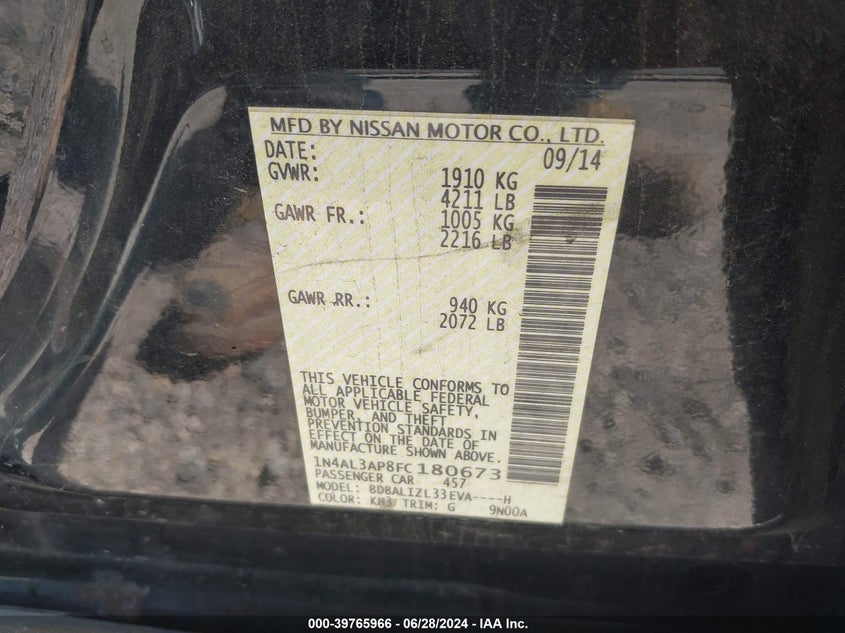 MFD BY NISSAN MOTOR CO., LTD.
DATE: 09/14
GVWR: 1910 KG
4211 LB
GAWR FR.: 1005 KG
2216 LB
GAWR RR.: 940 KG
2072 LB
THIS VEHICLE CONFORMS TO
ALL APPLICABLE FEDERAL
MOTOR VEHICLE SAFETY,
BUMPER, AND THEFT
PREVENTION STANDARDS IN
EFFECT ON THE DATE OF
MANUFACTURE SHOWN ABOVE.
1N4AL3AP8FC180673
PASSENGER CAR 457
MODEL: BDBALIZL33EVA----H
COLOR: KH3 TRIM: G 9N00A
000-39765966 - 06/28/2024 - IAA Inc.